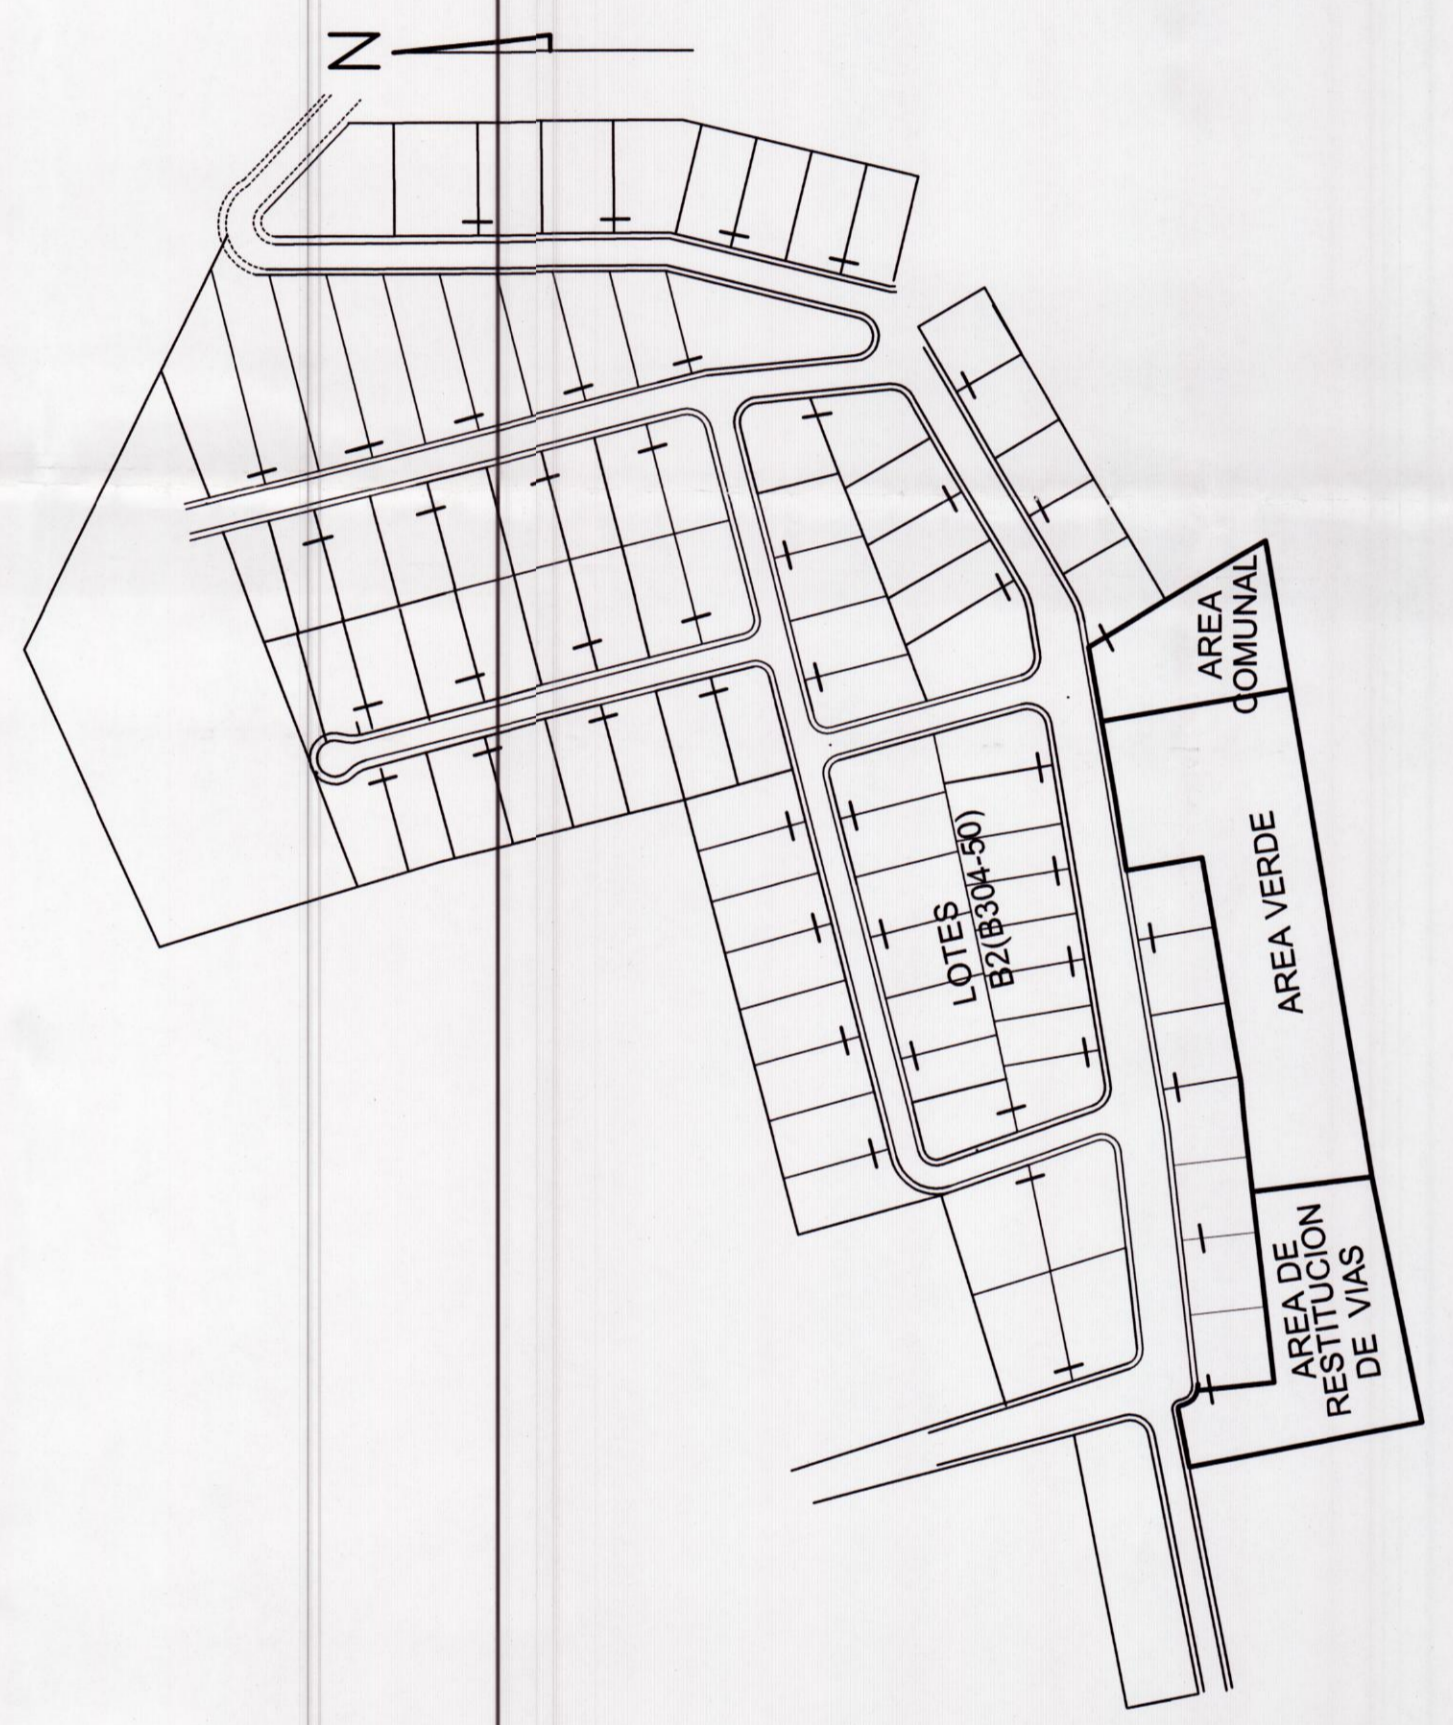 N
AREA
COMUNAL
AREA VERDE
LOTES
B2(B304-50)
AREA DE
RESTITUCION
DE VIAS